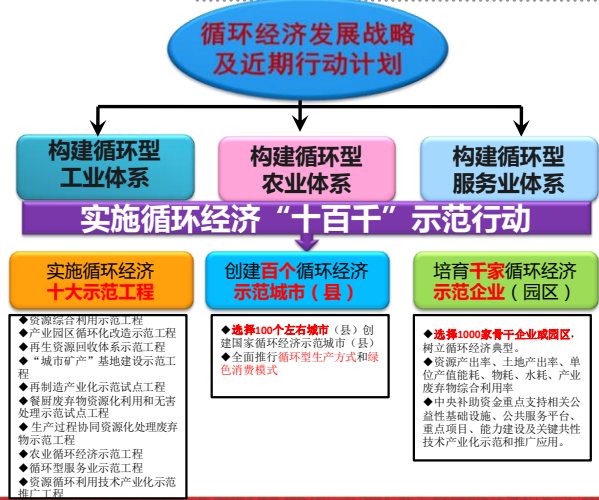 循环经济发展战略
及近期行动计划
构建循环型
工业体系
构建循环型
农业体系
构建循环型
服务业体系
实施循环经济“十百千”示范行动
实施循环经济
十大示范工程
创建百个循环经济
示范城市（县）
培育千家循环经济
示范企业（园区）
◆资源综合利用示范工程
◆产业园区循环化改造示范工程
◆再生资源回收体系示范工程
◆“城市矿产”基地建设示范工
程
◆再制造产业化示范试点工程
◆餐厨废弃物资源化利用和无害
处理示范试点工程
◆ 生产过程协同资源化处理废弃
物示范工程
◆农业循环经济示范工程
◆循环型服务业示范工程
◆资源循环利用技术产业化示范
推广工程
◆选择100个左右城市（县）创
建国家循环经济示范城市（县）
◆全面推行循环型生产方式和绿
色消费模式
◆选择1000家骨干企业或园区，
树立循环经济典型。
◆资源产出率、土地产出率、单
位产值能耗、物耗、水耗、产业
废弃物综合利用率
◆中央补助资金重点支持相关公
益性基础设施、公共服务平台、
重点项目、能力建设及关键共性
技术产业化示范和推广应用。